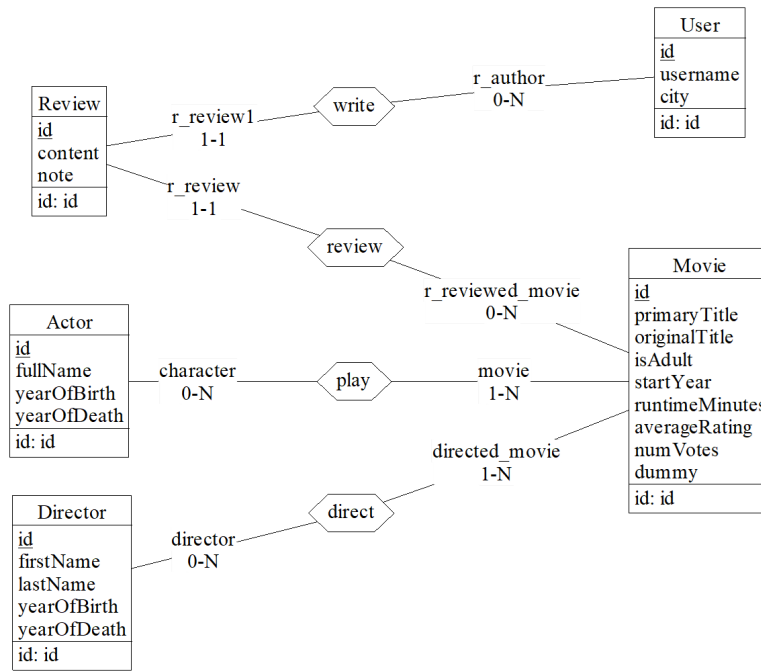 User
id
username
city
id: id
r_author
0-N
write
Review
id
content
note
id: id
r_review1
1-1
r_review
1-1
review
r_reviewed_movie
0-N
Movie
id
primaryTitle
originalTitle
isAdult
startYear
runtimeMinutes
averageRating
numVotes
dummy
id: id
Actor
id
fullName
yearOfBirth
yearOfDeath
id: id
character
0-N
play
movie
1-N
directed_movie
1-N
direct
director
0-N
Director
id
firstName
lastName
yearOfBirth
yearOfDeath
id: id